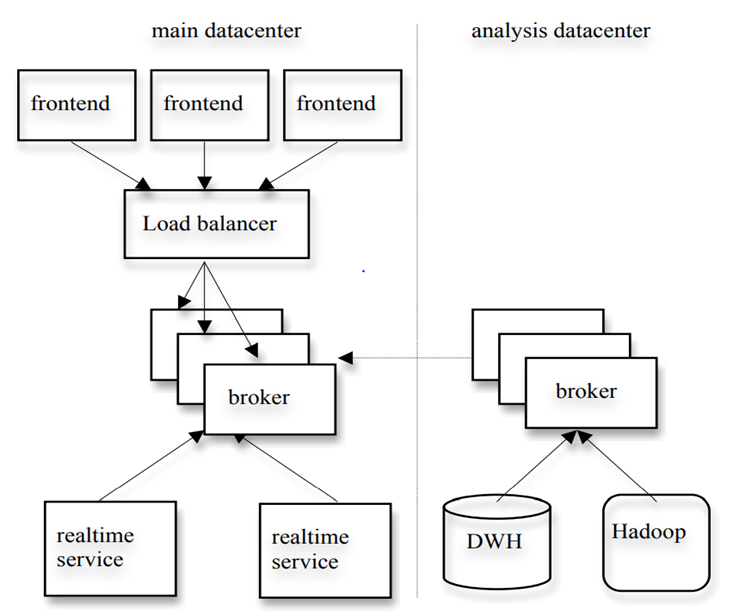 main datacenter
analysis datacenter
frontend
frontend
frontend
Load balancer
broker
broker
realtime
service
realtime
service
DWH
Hadoop